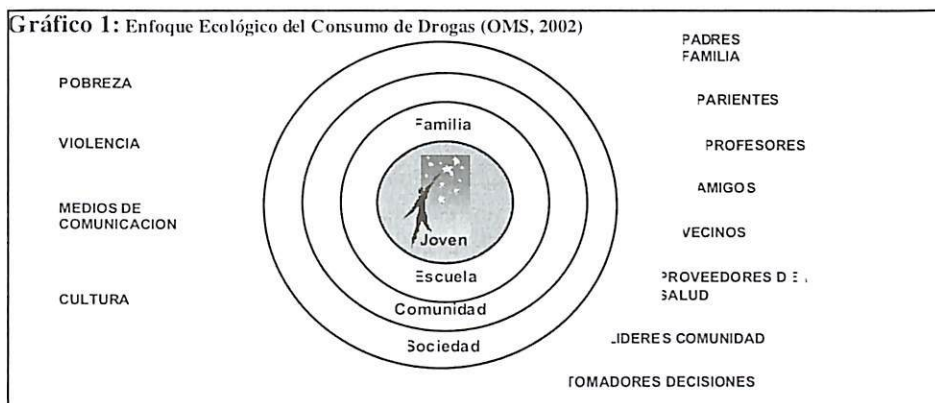 Gráfico 1: Enfoque Ecológico del Consumo de Drogas (OMS, 2002)
POBREZA
VIOLENCIA
MEDIOS DE
COMUNICACION
CULTURA
Familia
Joven
Escuela
Comunidad
Sociedad
PADRES
FAMILIA
PARIENTES
PROFESORES
AMIGOS
VECINOS
PROVEEDORES DE
SALUD
LIDERES COMUNIDAD
TOMADORES DECISIONES